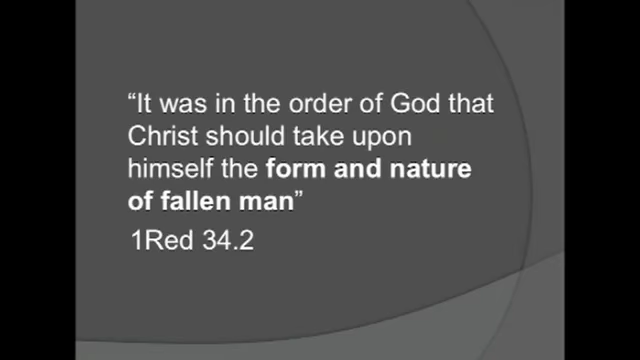 “It was in the order of God that
Christ should take upon
himself the form and nature
of fallen man”
1Red 34.2